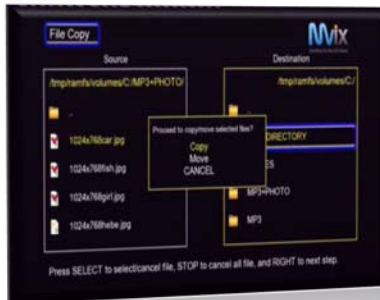 File Copy
Mvix
Source
Destination
/tmp/ramfs/volumes/C:/MP3+PHOTO/
/tmp/ramfs/volumes/C:/
..
1024x768car.jpg
1024x768fish.jpg
1024x768girl.jpg
1024x768hebe.jpg
Proceed to copy/move selected files?
Copy
Move
CANCEL
DIRECTORY
ES
MP3+PHOTO
MP3
Press SELECT to select/cancel file, STOP to cancel all file, and RIGHT to next step.